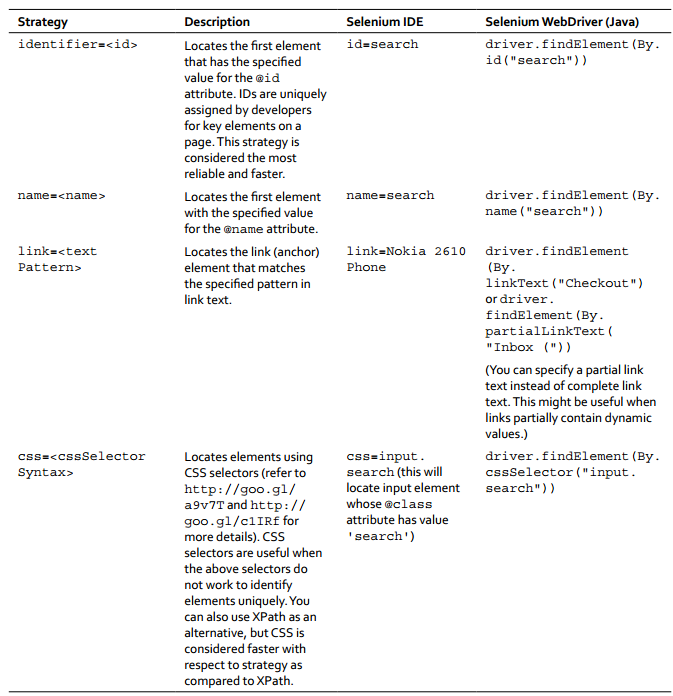 Strategy Description Selenium IDE Selenium WebDriver (Java)
identifier=<id>
Locates the first element
that has the specified
value for the @id
attribute. IDs are uniquely
assigned by developers
for key elements on a
page. This strategy is
considered the most
reliable and faster.
id=search
driver.findElement(By.
id("search"))
name=<name>
Locates the first element
with the specified value
for the @name attribute.
name=search
driver.findElement(By.
name("search"))
link=<text
Pattern>
Locates the link (anchor)
element that matches
the specified pattern in
link text.
link=Nokia 2610
Phone
driver.findElement
(By.
linkText("Checkout")
or driver.
findElement(By.
partialLinkText(
"Inbox ("))
(You can specify a partial link
text instead of complete link
text. This might be useful when
links partially contain dynamic
values.)
css=<cssSelector
Syntax>
Locates elements using
CSS selectors (refer to
http://goo.gl/
a9v7T and http://
goo.gl/c1IRf for
more details). CSS
selectors are useful when
the above selectors do
not work to identify
elements uniquely. You
can also use XPath as an
alternative, but CSS is
considered faster with
respect to strategy as
compared to XPath.
css=input.
search (this will
locate input element
whose @class
attribute has value
'search')
driver.findElement(By.
cssSelector("input.
search"))